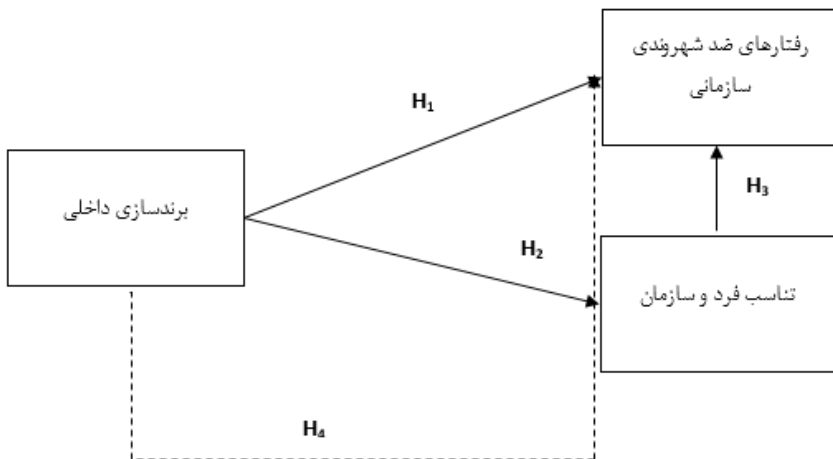 رفتارهای ضد شهروندی
سازمانی
H₁
برندسازی داخلی
H₃
H₂
تناسب فرد و سازمان
H₄